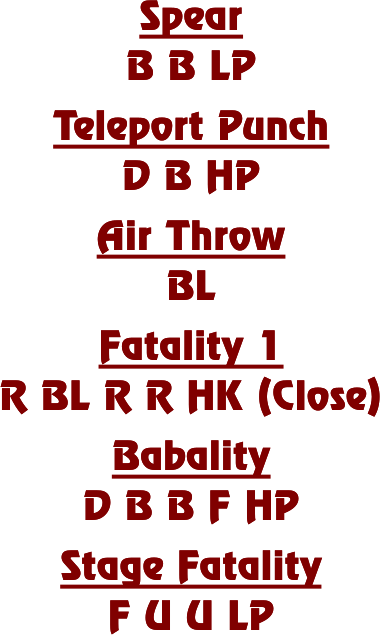 Spear
B B LP
Teleport Punch
D B HP
Air Throw
BL
Fatality 1
R BL R R HK (Close)
Babality
D B B F HP
Stage Fatality
F U U LP